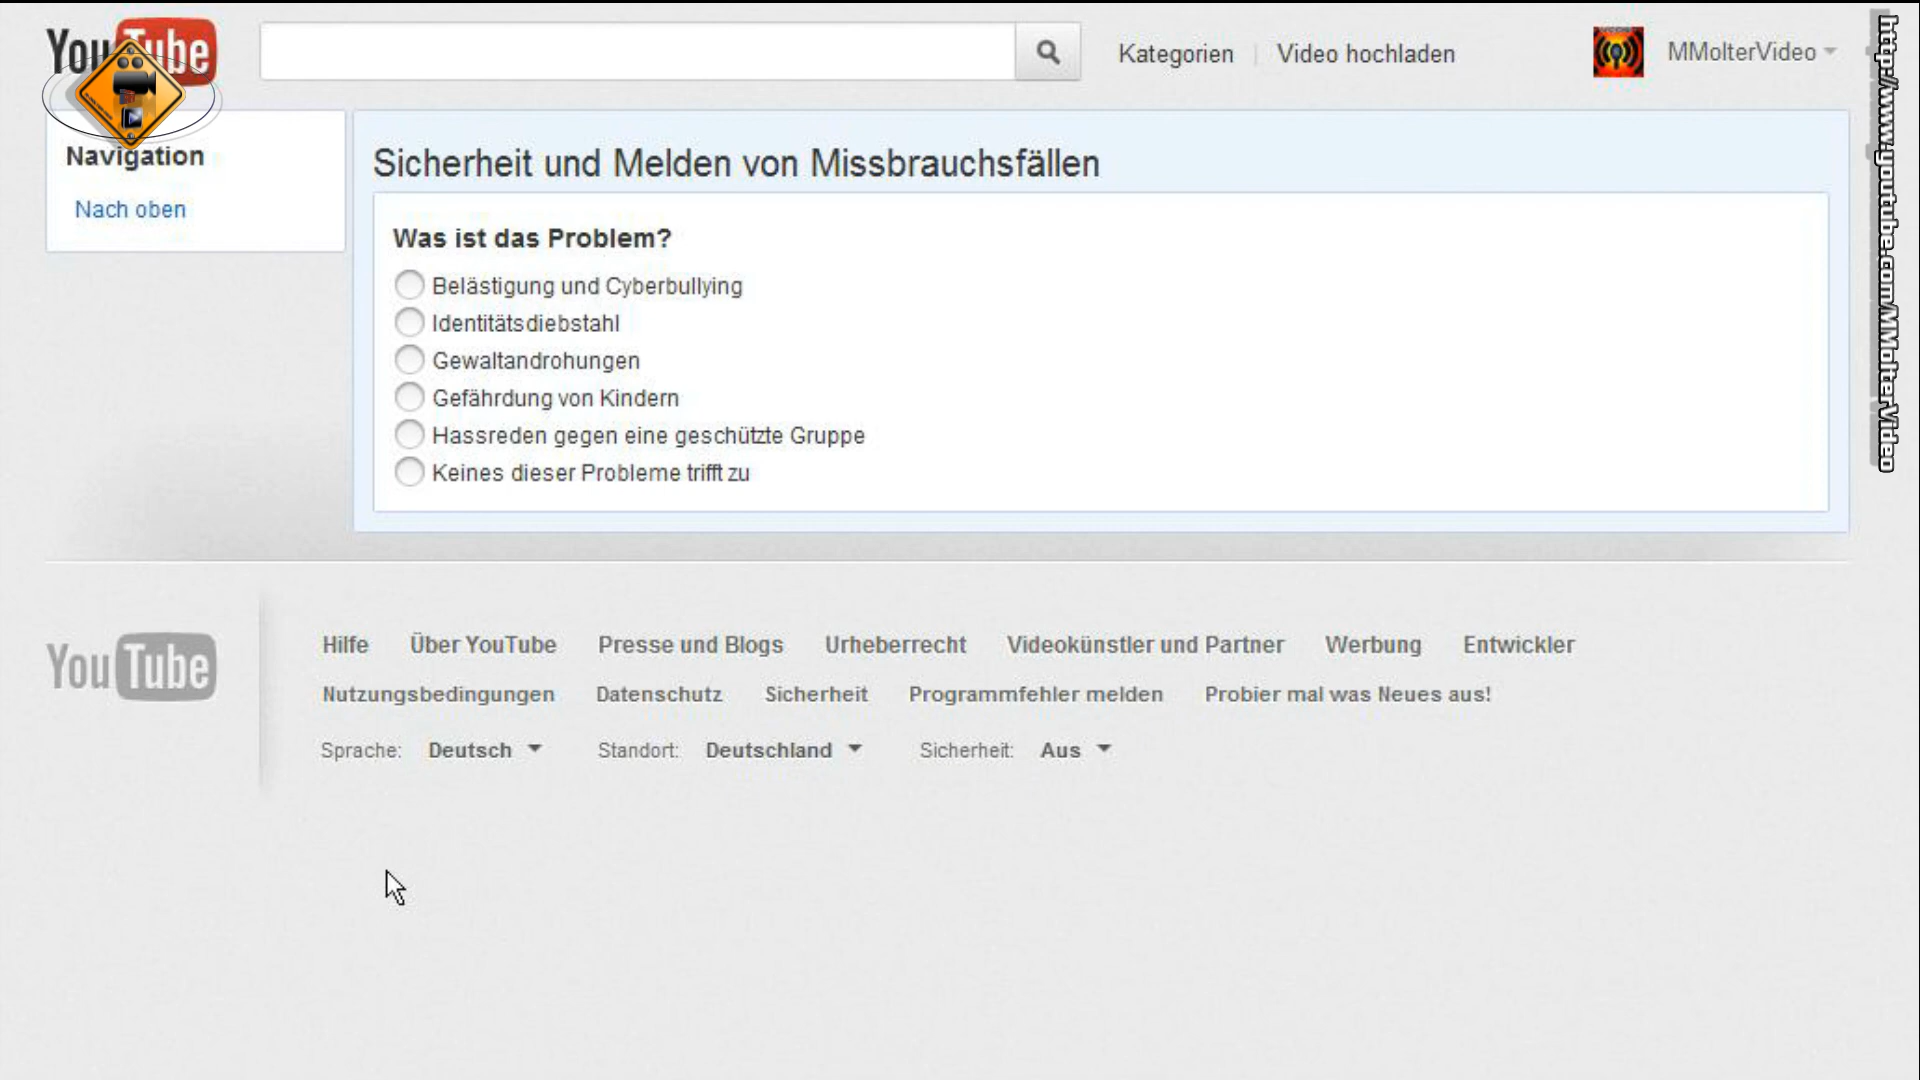 YouTube
Kategorien
Video hochladen
MMolterVideo
http://www.youtube.com/MMolterVideo
Navigation
Nach oben
Sicherheit und Melden von Missbrauchsfällen
Was ist das Problem?
Belästigung und Cyberbullying
Identitätsdiebstahl
Gewaltandrohungen
Gefährdung von Kindern
Hassreden gegen eine geschützte Gruppe
Keines dieser Probleme trifft zu
YouTube
Hilfe Über YouTube Presse und Blogs Urheberrecht Videokünstler und Partner Werbung Entwickler
Nutzungsbedingungen Datenschutz Sicherheit Programmfehler melden Probier mal was Neues aus!
Sprache: Deutsch Standort: Deutschland Sicherheit: Aus